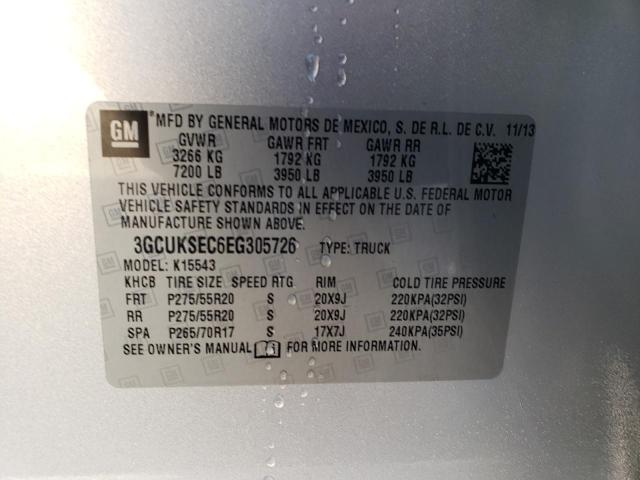 GM
®MFD BY GENERAL MOTORS DE MEXICO, S. DE R.L. DE C.V. 11/13
GVWR GAWR FRT GAWR RR
3266 KG 1792 KG 1792 KG
7200 LB 3950 LB 3950 LB
THIS VEHICLE CONFORMS TO ALL APPLICABLE U.S. FEDERAL MOTOR
VEHICLE SAFETY STANDARDS IN EFFECT ON THE DATE OF
MANUFACTURE SHOWN ABOVE.
3GCUKSEC6EG305726 TYPE: TRUCK
MODEL: K15543
KHCB TIRE SIZE SPEED RTG RIM COLD TIRE PRESSURE
FRT P275/55R20 S 20X9J 220KPA(32PSI)
RR P275/55R20 S 20X9J 220KPA(32PSI)
SPA P265/70R17 S 17X7J 240KPA(35PSI)
SEE OWNER'S MANUAL FOR MORE INFORMATION.